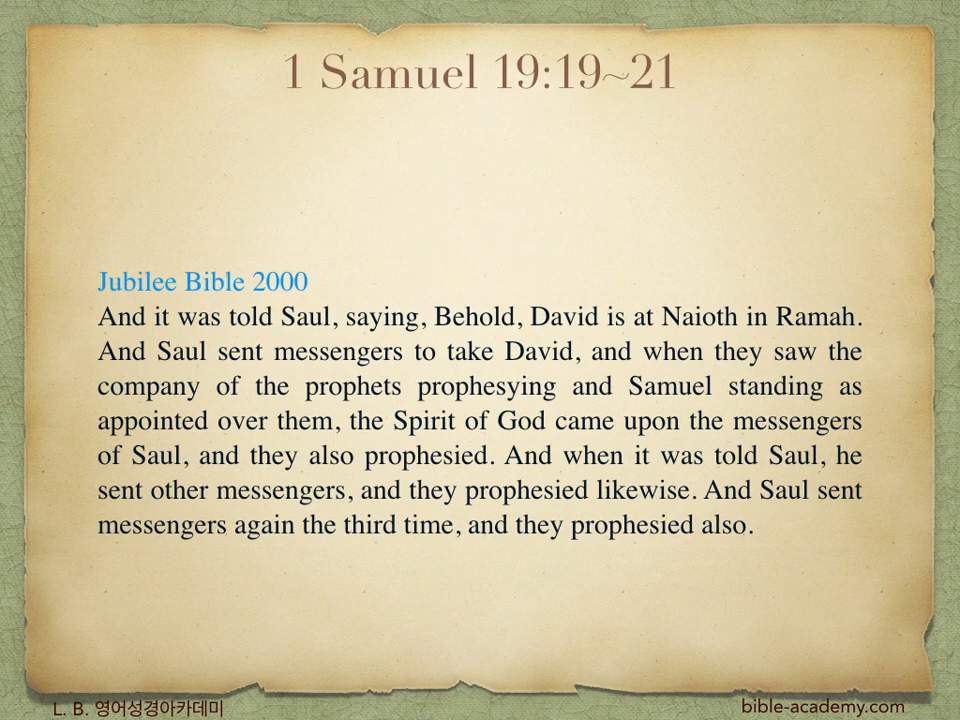 1 Samuel 19:19~21
Jubilee Bible 2000
And it was told Saul, saying, Behold, David is at Naioth in Ramah.
And Saul sent messengers to take David, and when they saw the
company of the prophets prophesying and Samuel standing as
appointed over them, the Spirit of God came upon the messengers
of Saul, and they also prophesied. And when it was told Saul, he
sent other messengers, and they prophesied likewise. And Saul sent
messengers again the third time, and they prophesied also.
L. B. 영어성경아카데미
bible-academy.com